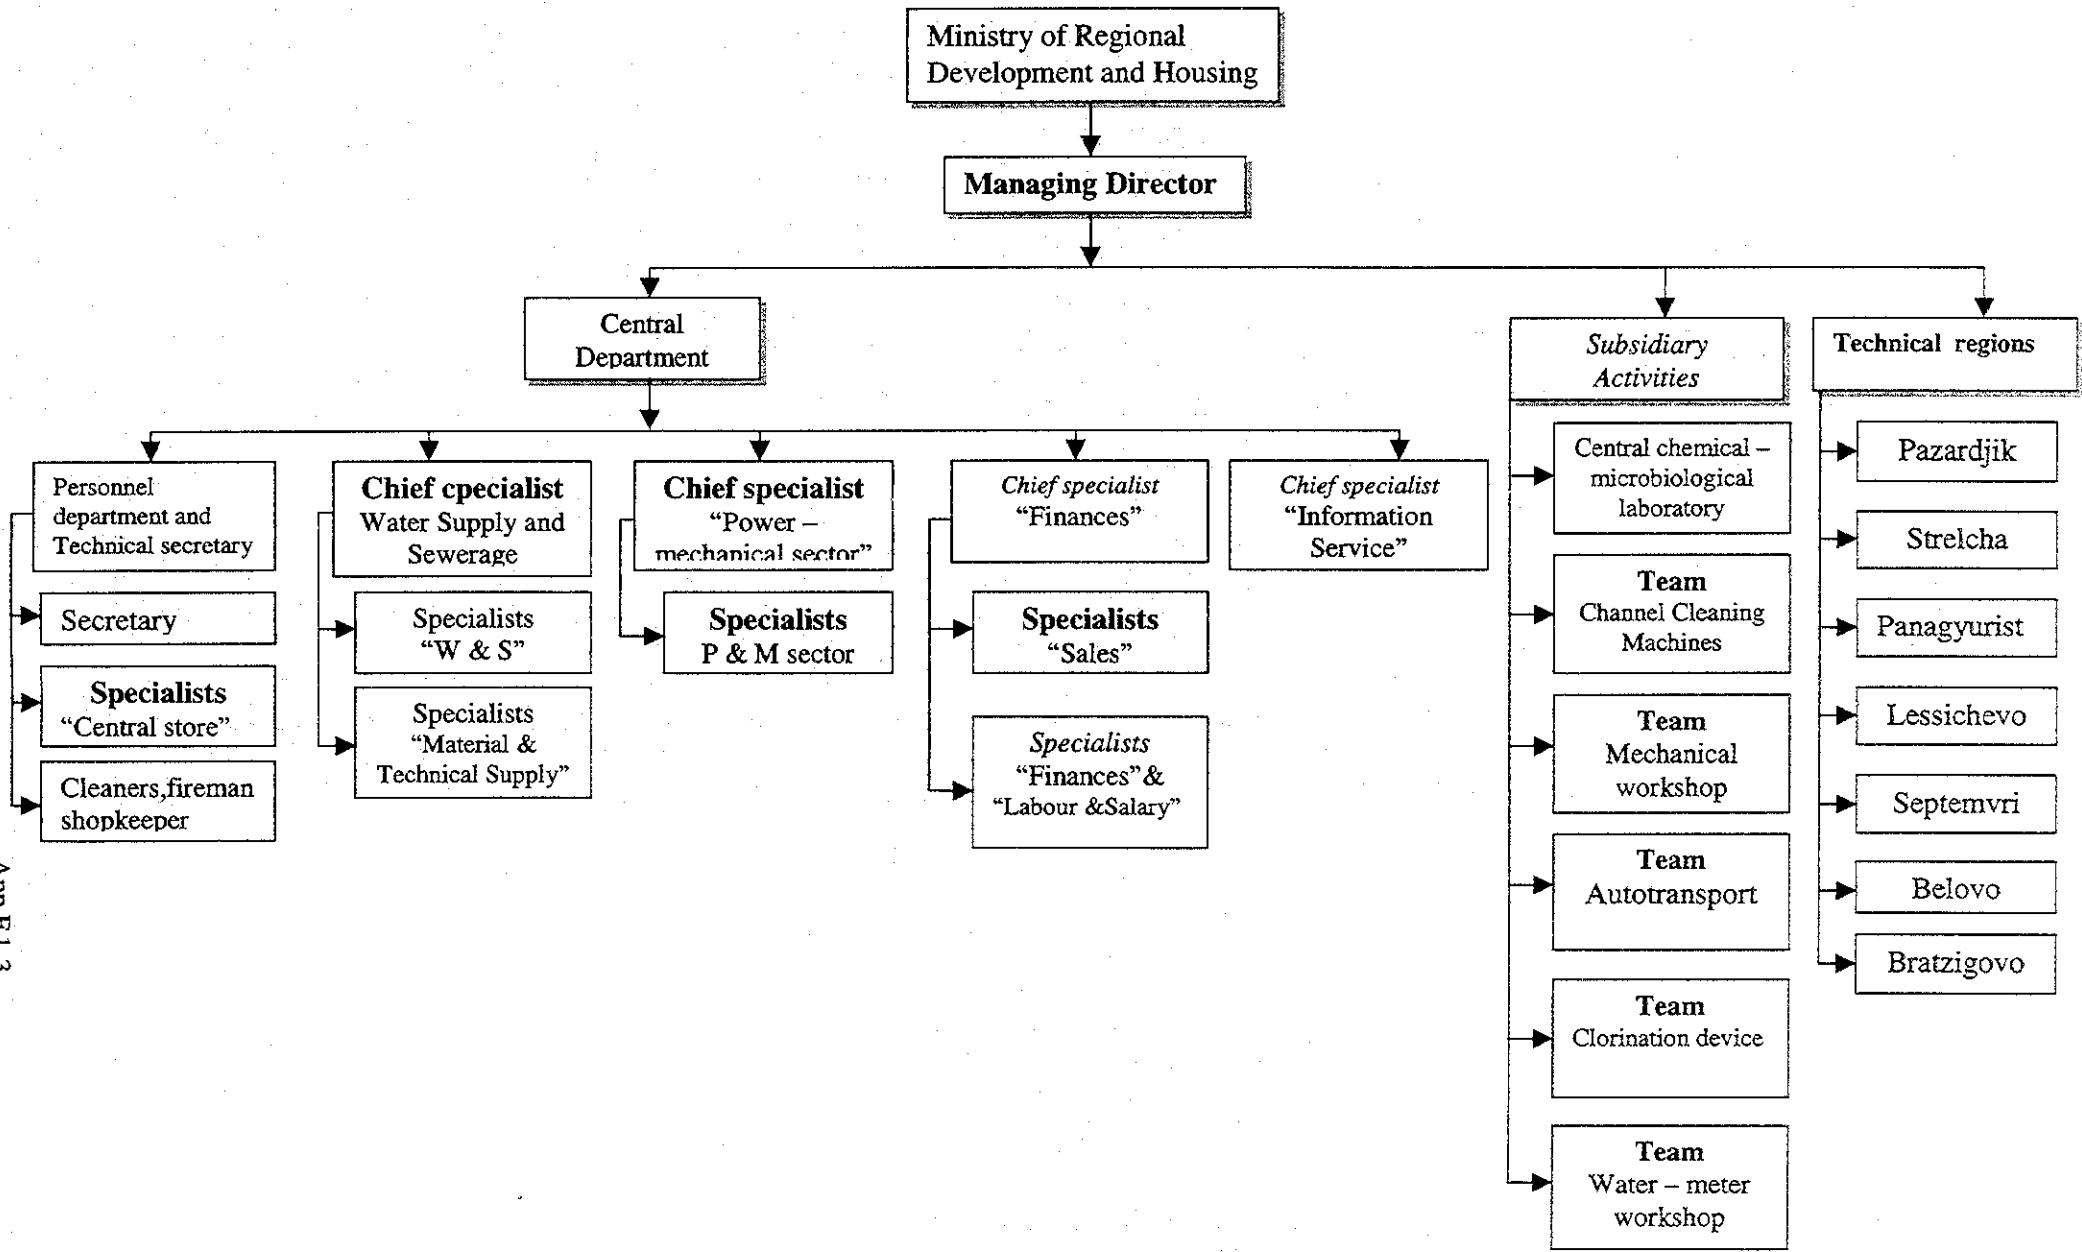 Ministry of Regional
Development and Housing
Managing Director
Central
Department
Subsidiary
Activities
Technical regions
Personnel
department and
Technical secretary
Secretary
Specialists
“Central store”
Cleaners,fireman
shopkeeper
Chief cpecialist
Water Supply and
Sewerage
Specialists
“W & S”
Specialists
“Material &
Technical Supply”
Chief specialist
“Power –
mechanical sector”
Specialists
P & M sector
Chief specialist
“Finances”
Specialists
“Sales”
Specialists
“Finances” &
“Labour &Salary”
Chief specialist
“Information
Service”
Central chemical –
microbiological
laboratory
Team
Channel Cleaning
Machines
Team
Mechanical
workshop
Team
Autotransport
Team
Clorination device
Team
Water – meter
workshop
Pazardjik
Strelcha
Panagyurist
Lessichevo
Septemvri
Belovo
Bratzigovo
App E1-3